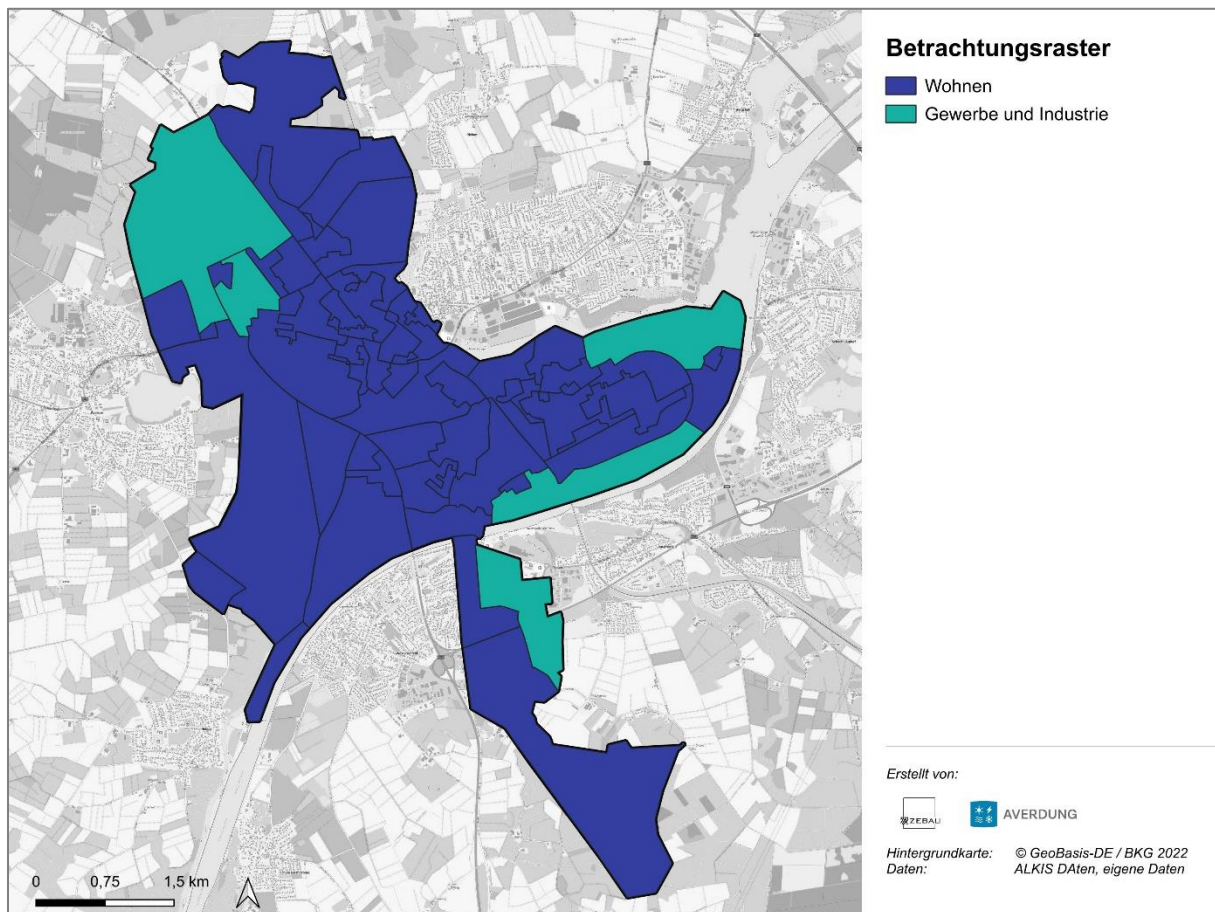 Betrachtungsraster
Wohnen
Gewerbe und Industrie
Erstellt von:
ZEBAU
AVERDUNG
Hintergrundkarte: © GeoBasis-DE / BKG 2022
Daten: ALKIS DAten, eigene Daten
0 0,75 1,5 km